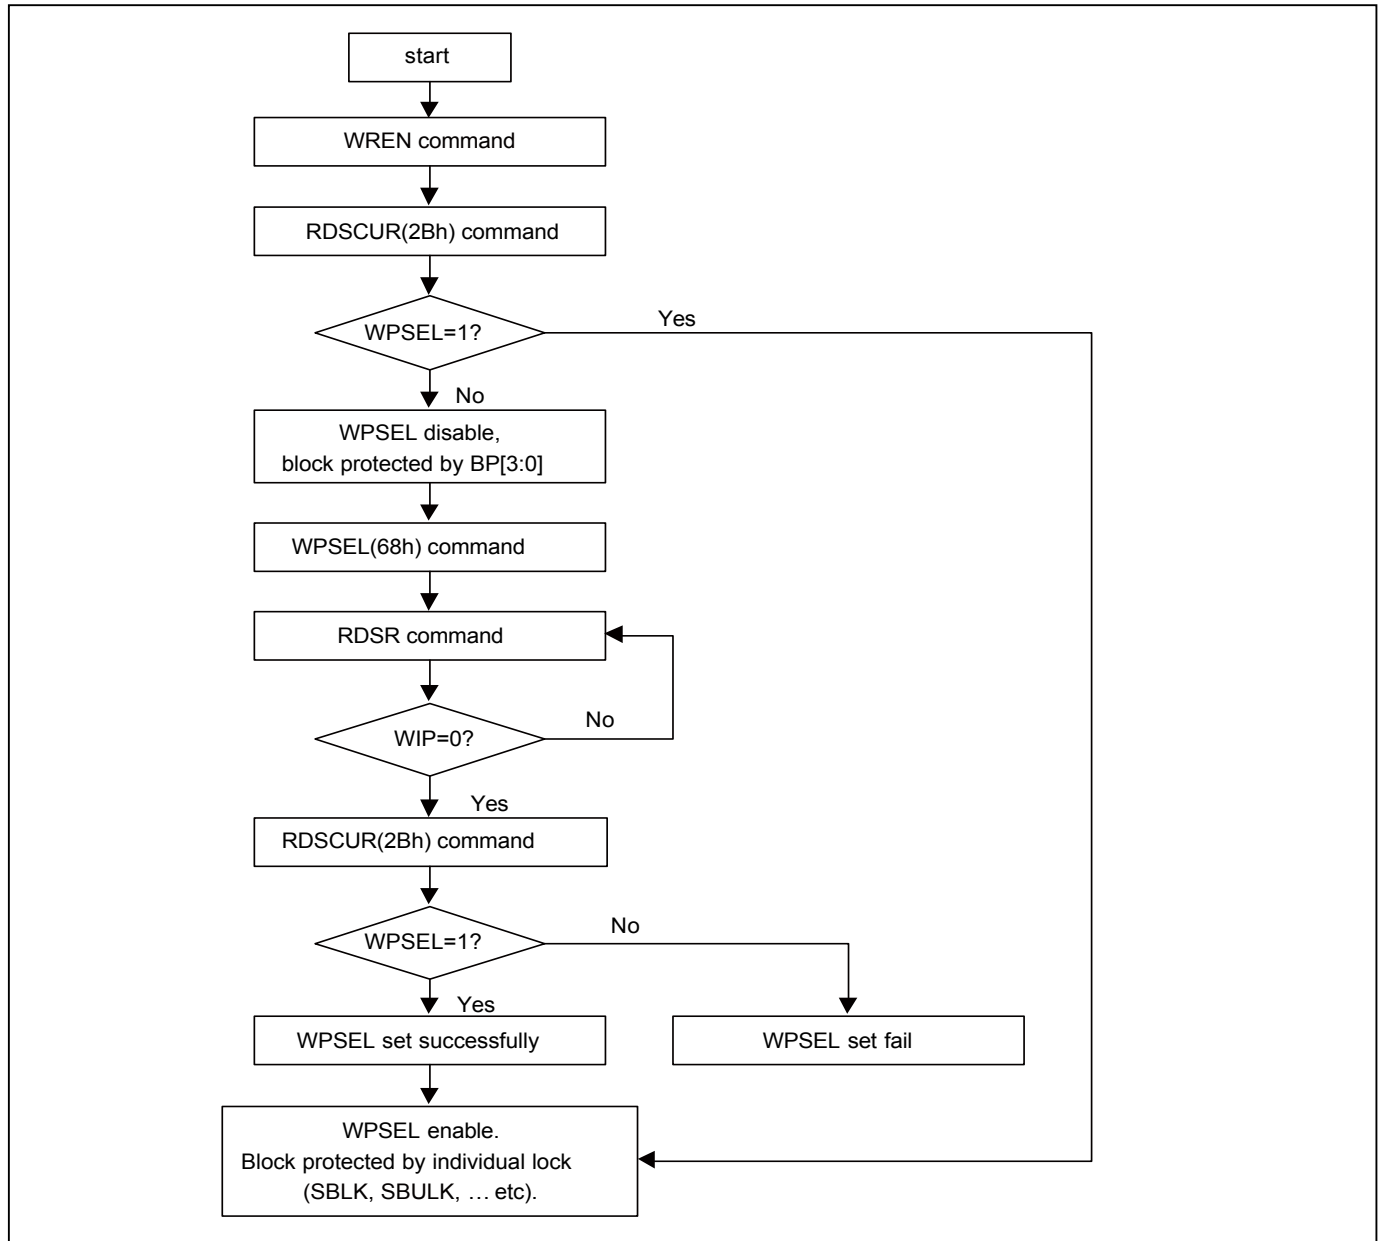 start
WREN command
RDSCUR(2Bh) command
WPSEL=1?
Yes
No
WPSEL disable,
block protected by BP[3:0]
WPSEL(68h) command
RDSR command
WIP=0?
No
Yes
RDSCUR(2Bh) command
WPSEL=1?
No
Yes
WPSEL set successfully
WPSEL set fail
WPSEL enable.
Block protected by individual lock
(SBLK, SBULK, … etc).